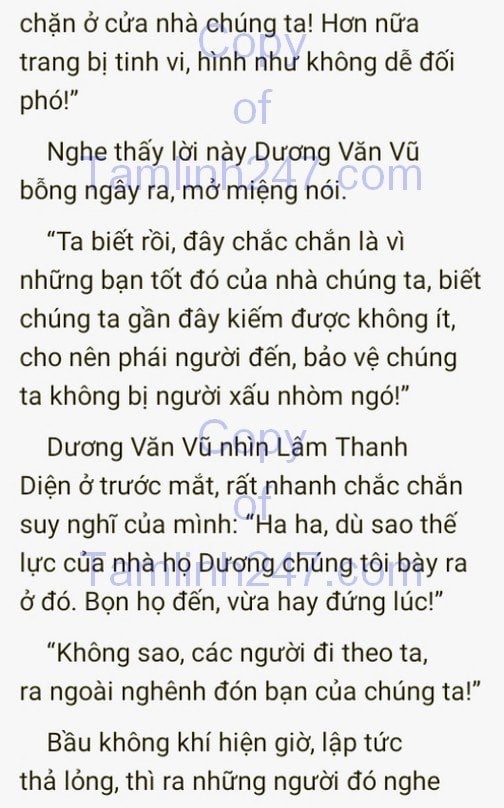 chặn ở cửa nhà chúng ta! Hơn nữa
trang bị tinh vi, hình như không dễ đối
phó!”
Nghe thấy lời này Dương Văn Vũ
bỗng ngây ra, mở miệng nói.
“Ta biết rồi, đây chắc chắn là vì
những bạn tốt đó của nhà chúng ta, biết
chúng ta gần đây kiếm được không ít,
cho nên phái người đến, bảo vệ chúng
ta không bị người xấu nhòm ngó!”
Dương Văn Vũ nhìn Lâm Thanh
Diện ở trước mắt, rất nhanh chắc chắn
suy nghĩ của mình: “Ha ha, dù sao thế
lực của nhà họ Dương chúng tôi bày ra
ở đó. Bọn họ đến, vừa hay đứng lúc!”
“Không sao, các người đi theo ta,
ra ngoài nghênh đón bạn của chúng ta!”
Bầu không khí hiện giờ, lập tức
thả lỏng, thì ra những người đó nghe
Copy
of
Tamlinh247.com
Copy
of
Tamlinh247.com